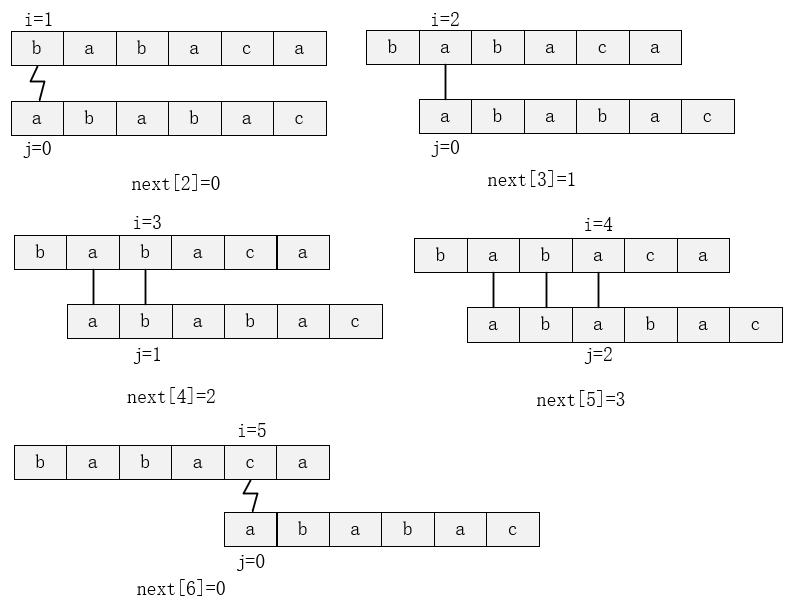 i=1
b a b a c a
a b a b a c
j=0
next[2]=0
i=2
b a b a c a
a b a b a c
j=0
next[3]=1
i=3
b a b a c a
a b a b a c
j=1
next[4]=2
i=4
b a b a c a
a b a b a c
j=2
next[5]=3
i=5
b a b a c a
a b a b a c
j=0
next[6]=0